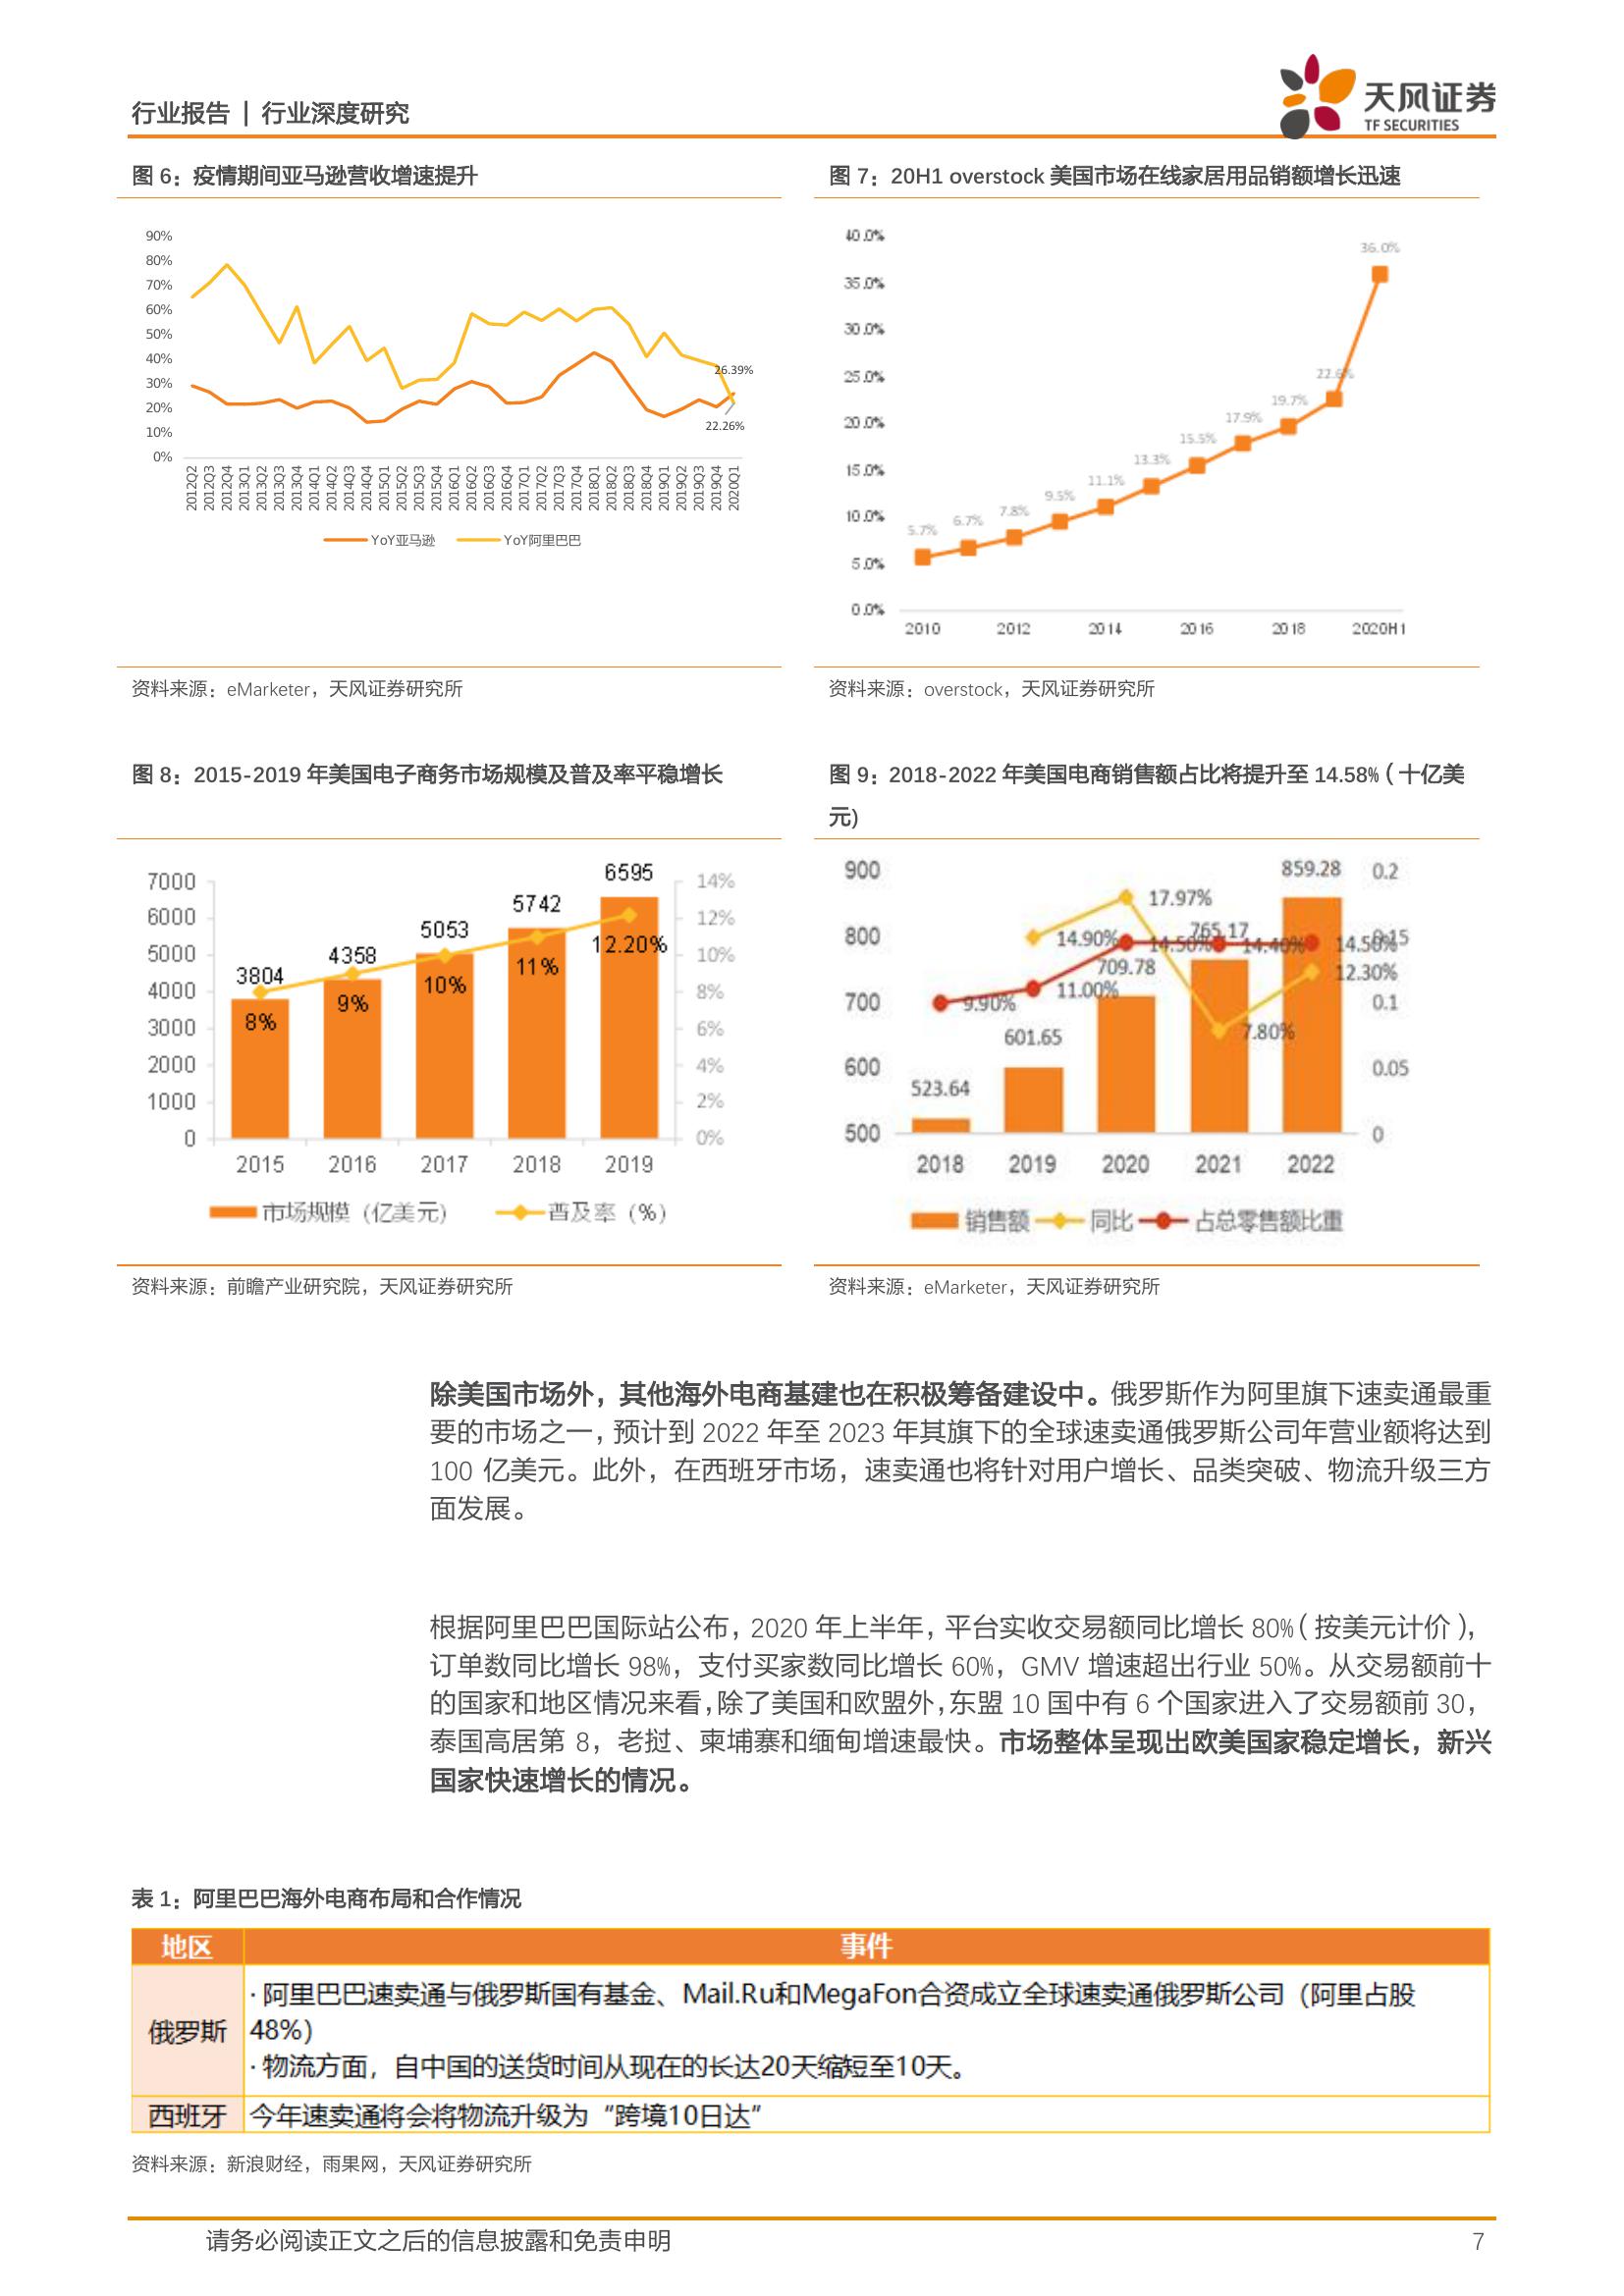 行业报告 | 行业深度研究
天风证券
TF SECURITIES
图 6：疫情期间亚马逊营收增速提升
90%
80%
70%
60%
50%
40%
30%
20%
10%
0%
26.39%
22.26%
2012Q2
2012Q3
2012Q4
2013Q1
2013Q2
2013Q3
2013Q4
2014Q1
2014Q2
2014Q3
2014Q4
2015Q1
2015Q2
2015Q3
2015Q4
2016Q1
2016Q2
2016Q3
2016Q4
2017Q1
2017Q2
2017Q3
2017Q4
2018Q1
2018Q2
2018Q3
2018Q4
2019Q1
2019Q2
2019Q3
2019Q4
2020Q1
YoY亚马逊 YoY阿里巴巴
资料来源：eMarketer，天风证券研究所
图 7：20H1 overstock 美国市场在线家居用品销额增长迅速
40.0%
35.0%
30.0%
25.0%
20.0%
15.0%
10.0%
5.0%
0.0%
5.7%
6.7%
7.8%
9.5%
11.1%
13.3%
15.5%
17.9%
19.7%
22.6%
36.0%
2010 2012 2014 2016 2018 2020H1
资料来源：overstock，天风证券研究所
图 8：2015-2019 年美国电子商务市场规模及普及率平稳增长
7000
6000
5000
4000
3000
2000
1000
0
3804
4358
5053
5742
6595
8%
9%
10%
11%
12.20%
14%
12%
10%
8%
6%
4%
2%
0%
2015 2016 2017 2018 2019
市场规模（亿美元） 普及率（%）
资料来源：前瞻产业研究院，天风证券研究所
图 9：2018-2022 年美国电商销售额占比将提升至 14.58%（十亿美
元）
900
800
700
600
500
523.64
601.65
709.78
765.17
859.28
14.90%
17.97%
7.80%
12.30%
9.90%
11.00%
14.50%
14.40%
14.50%
0.2
0.15
0.1
0.05
0
2018 2019 2020 2021 2022
销售额 同比 占总零售额比重
资料来源：eMarketer，天风证券研究所
除美国市场外，其他海外电商基建也在积极筹备建设中。俄罗斯作为阿里旗下速卖通最重
要的市场之一，预计到 2022 年至 2023 年其旗下的全球速卖通俄罗斯公司年营业额将达到
100 亿美元。此外，在西班牙市场，速卖通也将针对用户增长、品类突破、物流升级三方
面发展。
根据阿里巴巴国际站公布，2020 年上半年，平台实收交易额同比增长 80%（按美元计价），
订单数同比增长 98%，支付买家数同比增长 60%，GMV 增速超出行业 50%。从交易额前十
的国家和地区情况来看，除了美国和欧盟外，东盟 10 国中有 6 个国家进入了交易额前 30，
泰国高居第 8，老挝、柬埔寨和缅甸增速最快。市场整体呈现出欧美国家稳定增长，新兴
国家快速增长的情况。
表 1：阿里巴巴海外电商布局和合作情况
地区 事件
俄罗斯
· 阿里巴巴速卖通与俄罗斯国有基金、Mail.Ru和MegaFon合资成立全球速卖通俄罗斯公司（阿里占股
48%）
· 物流方面，自中国的送货时间从现在的长达20天缩短至10天。
西班牙 今年速卖通将会将物流升级为“跨境10日达”
资料来源：新浪财经，雨果网，天风证券研究所
请务必阅读正文之后的信息披露和免责申明 7